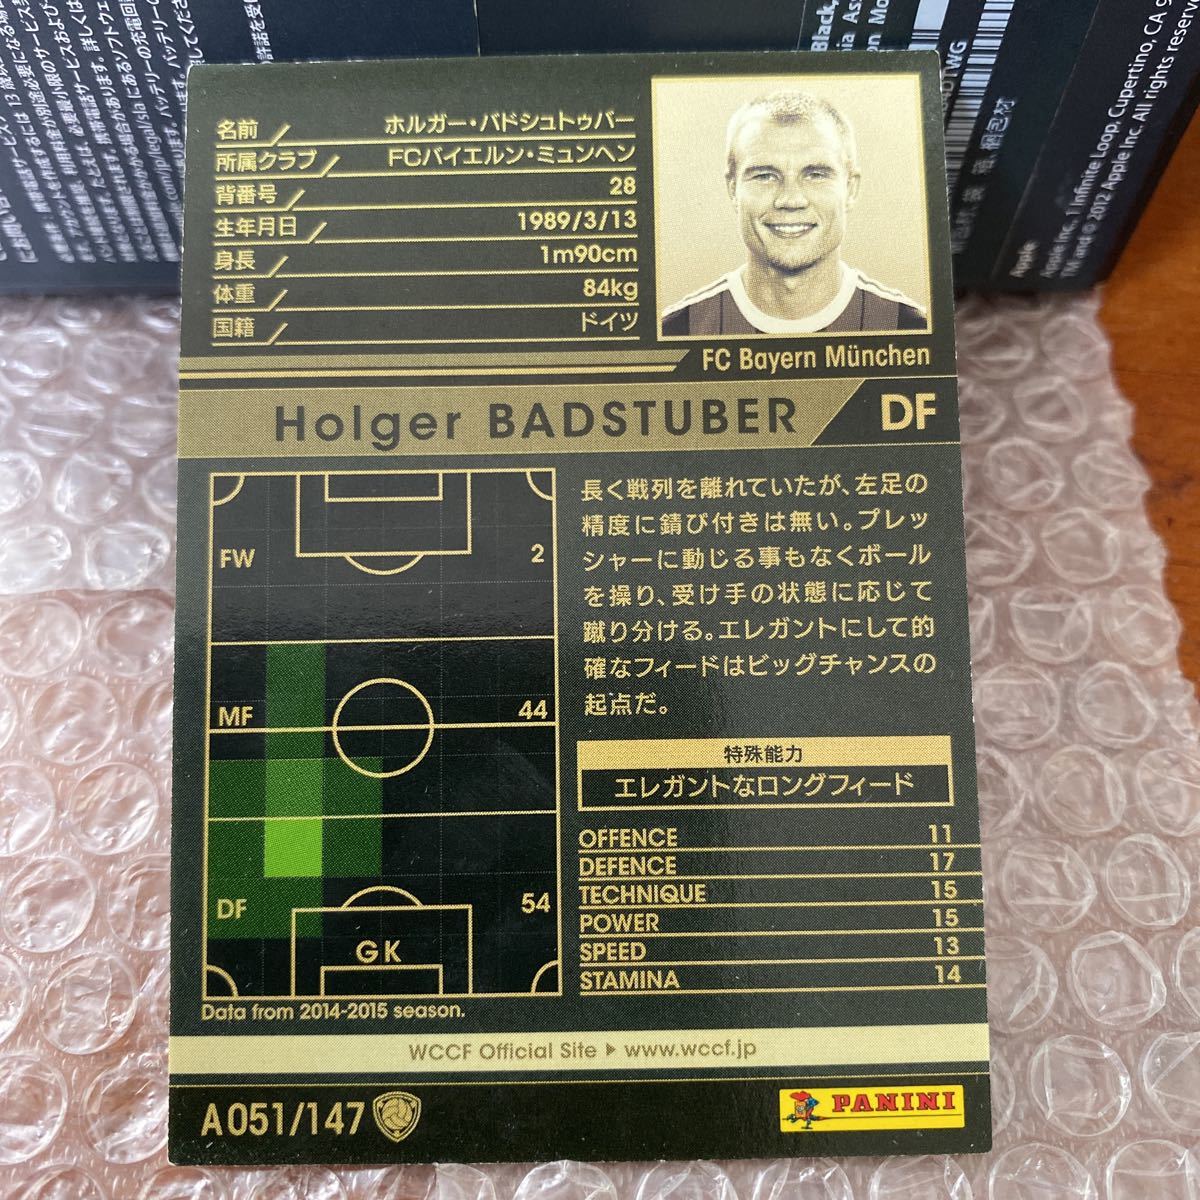 名前 ホルガー・バドシュトゥバー
所属クラブ FCバイエルン・ミュンヘン
背番号 28
生年月日 1989/3/13
身長 1m90cm
体重 84kg
国籍 ドイツ
FC Bayern München
Holger BADSTUBER DF
長く戦列を離れていたが、左足の
精度に錆び付きは無い。プレッ
シャーに動じる事もなくボール
を操り、受け手の状態に応じて
蹴り分ける。エレガントにして的
確なフィードはビッグチャンスの
起点だ。
FW 2
MF 44
DF 54
GK
特殊能力
エレガントなロングフィード
OFFENCE 11
DEFENCE 17
TECHNIQUE 15
POWER 15
SPEED 13
STAMINA 14
Data from 2014-2015 season.
WCCF Official Site ▶ www.wccf.jp
A051/147
PANINI
Black,
Apple
Apple Inc. 1 Infinite Loop, Cupertino, CA
TM and © 2012 Apple Inc. All rights reserved